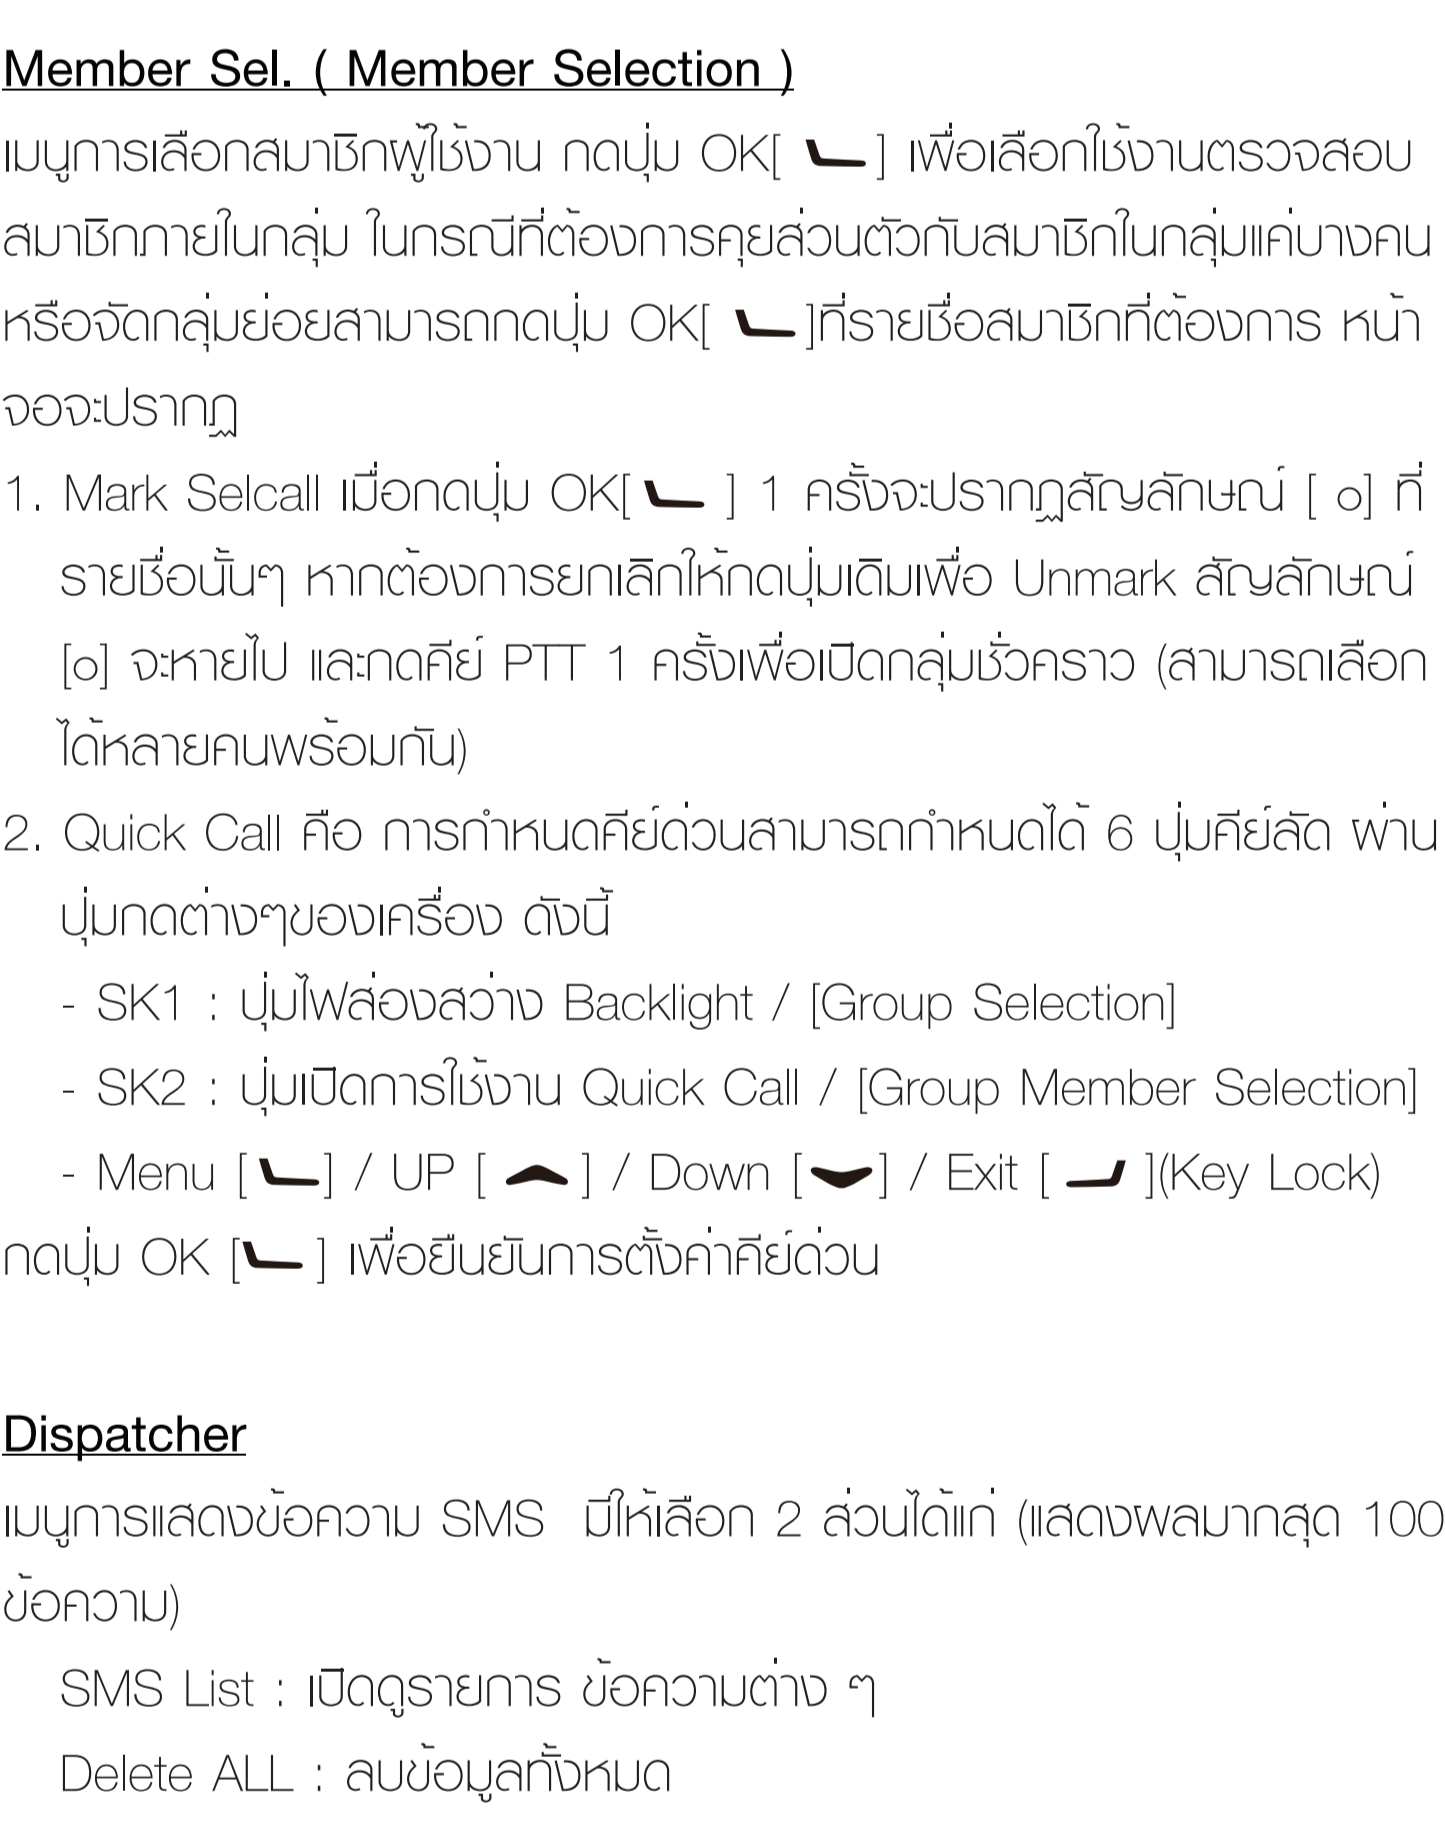 Member Sel. ( Member Selection )
เมนูการเลือกสมาชิกผู้ใช้งาน กดปุ่ม OK[ ] เพื่อเลือกใช้งานตรวจสอบ
สมาชิกภายในกลุ่ม ในกรณีที่ต้องการคุยส่วนตัวกับสมาชิกในกลุ่มแค่บางคน
หรือจัดกลุ่มย่อยสามารถกดปุ่ม OK[ ]ที่รายชื่อสมาชิกที่ต้องการ หน้า
จอจะปรากฏ
1. Mark Selcall เมื่อกดปุ่ม OK[ ] 1 ครั้งจะปรากฏสัญลักษณ์ [ o] ที่
รายชื่อนั้นๆ หากต้องการยกเลิกให้กดปุ่มเดิมเพื่อ Unmark สัญลักษณ์
[o] จะหายไป และกดคีย์ PTT 1 ครั้งเพื่อเปิดกลุ่มชั่วคราว (สามารถเลือก
ได้หลายคนพร้อมกัน)
2. Quick Call คือ การกำหนดคีย์ด่วนสามารถกำหนดได้ 6 ปุ่มคีย์ลัด ผ่าน
ปุ่มกดต่างๆของเครื่อง ดังนี้
- SK1 : ปุ่มไฟส่องสว่าง Backlight / [Group Selection]
- SK2 : ปุ่มเปิดการใช้งาน Quick Call / [Group Member Selection]
- Menu [ ] / UP [ ] / Down [ ] / Exit [ ](Key Lock)
กดปุ่ม OK [ ] เพื่อยืนยันการตั้งค่าคีย์ด่วน
Dispatcher
เมนูการแสดงข้อความ SMS มีให้เลือก 2 ส่วนได้แก่ (แสดงผลมากสุด 100
ข้อความ)
SMS List : เปิดดูรายการ ข้อความต่าง ๆ
Delete ALL : ลบข้อมูลทั้งหมด